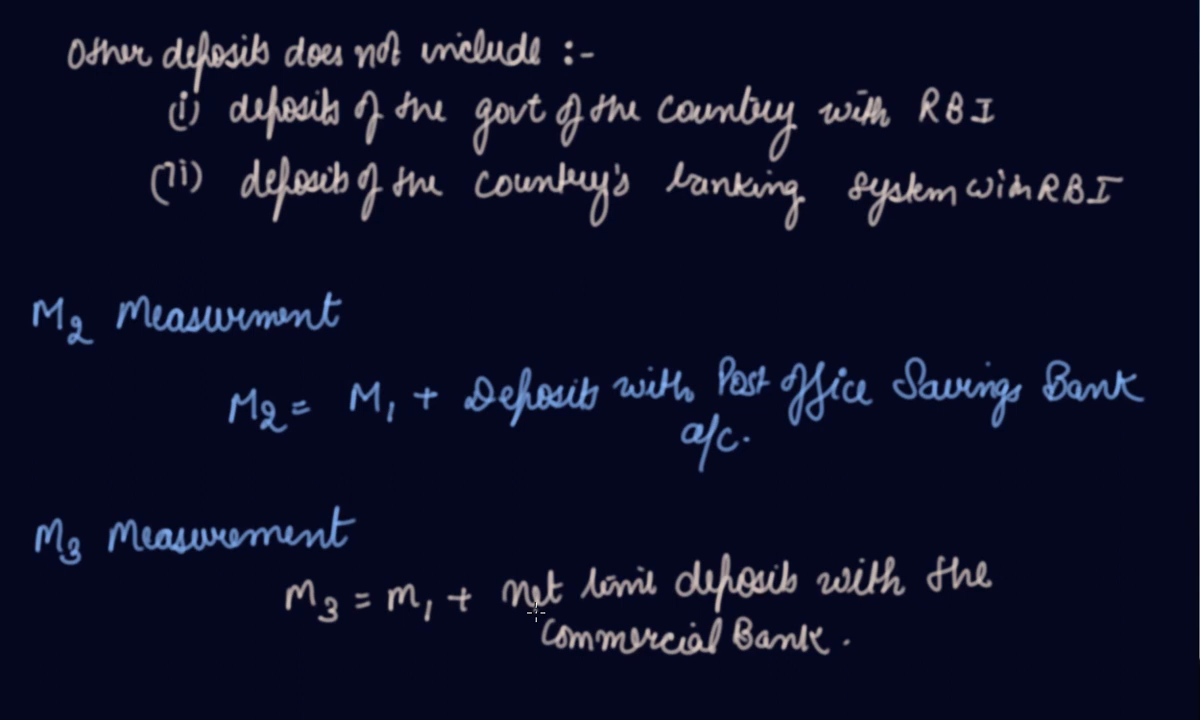 Other deposits does not include :-
(i) deposits of the govt of the country with RBI
(ii) deposits of the country's banking system with RBI
M2 Measurment
M2 = M1 + Deposits with Post office Savings Bank
a/c.
M3 Measurement
M3 = M1 + Net limit deposits with the
Commercial Bank.